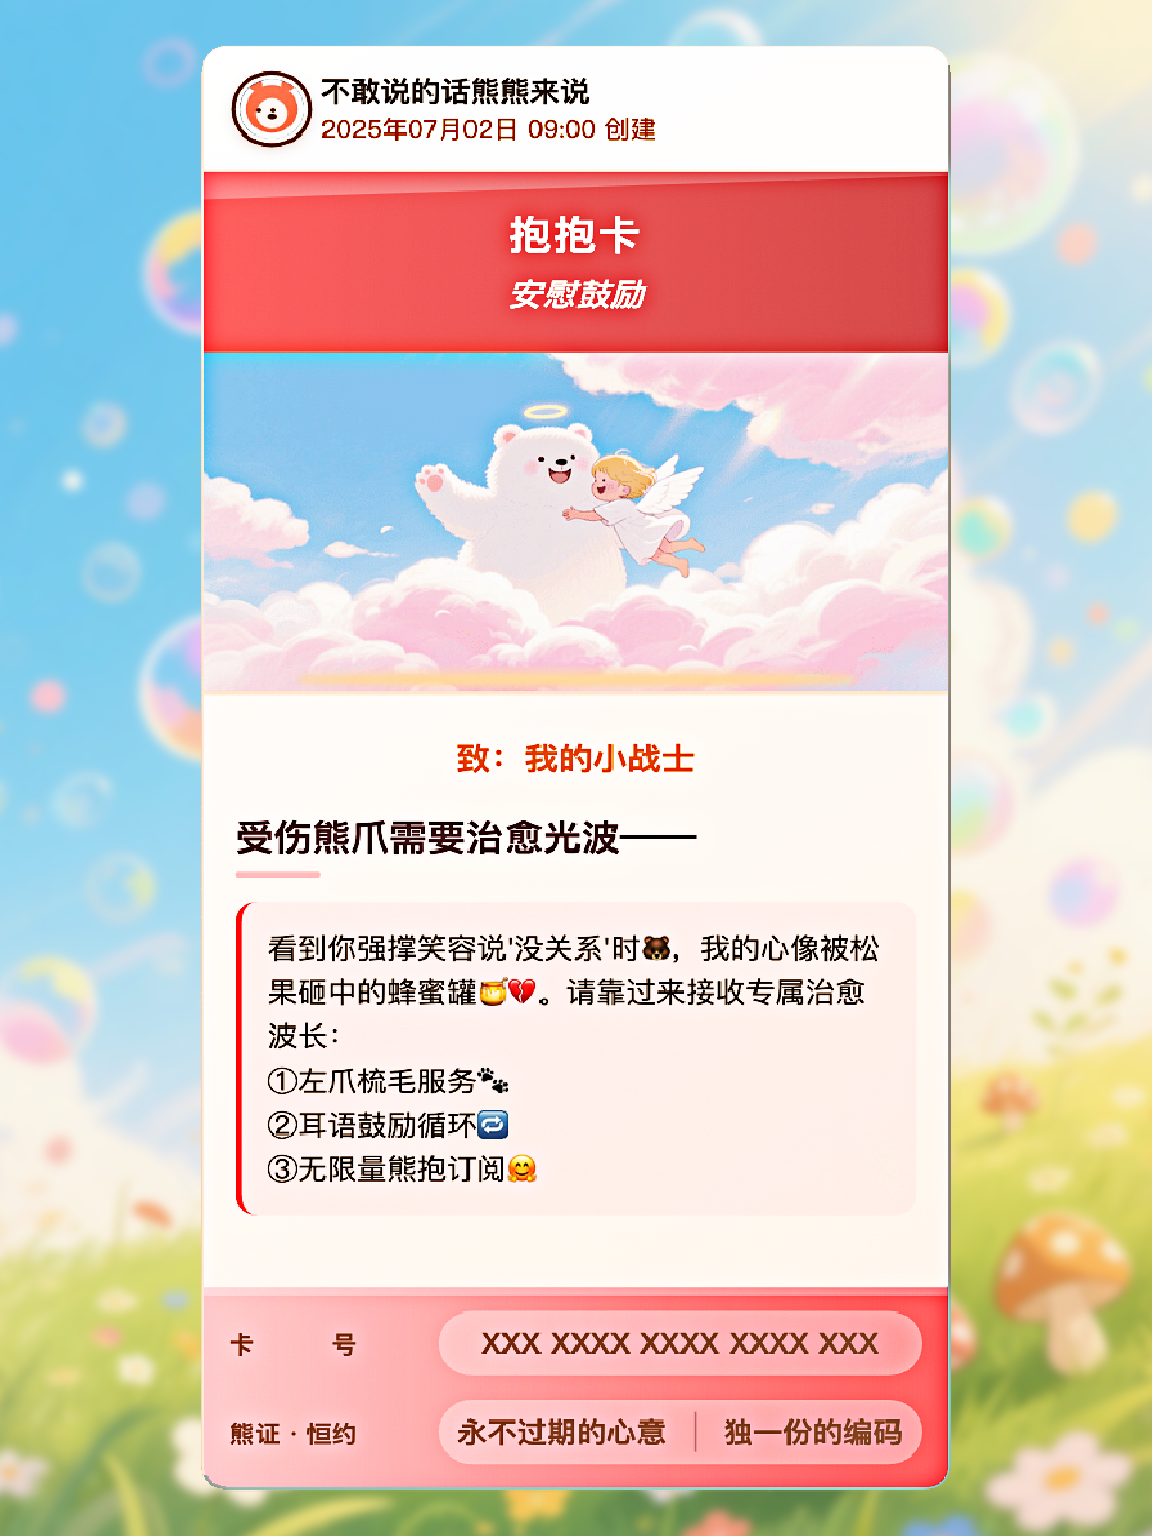 不敢说的话熊熊来说
2025年07月02日 09:00 创建
抱抱卡
安慰鼓励
致：我的小战士
受伤熊爪需要治愈光波——
看到你强撑笑容说'没关系'时🐻，我的心像被松
果砸中的蜂蜜罐🍯💔。请靠过来接收专属治愈
波长：
①左爪梳毛服务🐾
②耳语鼓励循环🔁
③无限量熊抱订阅🤗
卡 号 XXX XXXX XXXX XXXX XXX
熊证·恒约 永不过期的心意｜独一份的编码